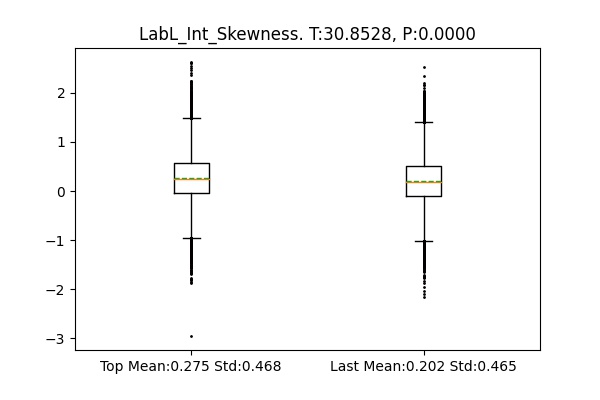 LabL_Int_Skewness. T:30.8528, P:0.0000
2
1
0
−1
−2
−3
Top Mean:0.275 Std:0.468
Last Mean:0.202 Std:0.465